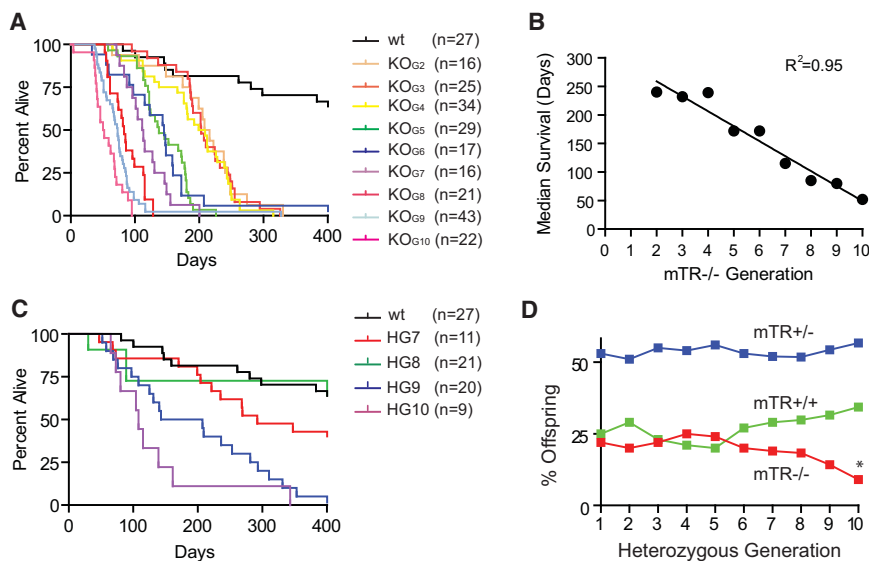 A
Percent Alive
100
75
50
25
0
0 100 200 300 400
Days
wt (n=27)
KOG2 (n=16)
KOG3 (n=25)
KOG4 (n=34)
KOG5 (n=29)
KOG6 (n=17)
KOG7 (n=16)
KOG8 (n=21)
KOG9 (n=43)
KOG10 (n=22)
B
R²=0.95
Median Survival (Days)
300
250
200
150
100
50
0
0 1 2 3 4 5 6 7 8 9 10
mTR-/- Generation
C
Percent Alive
100
75
50
25
0
0 100 200 300 400
Days
wt (n=27)
HG7 (n=11)
HG8 (n=21)
HG9 (n=20)
HG10 (n=9)
D
% Offspring
50
25
0
mTR+/-
mTR+/+
mTR-/-
*
1 2 3 4 5 6 7 8 9 10
Heterozygous Generation